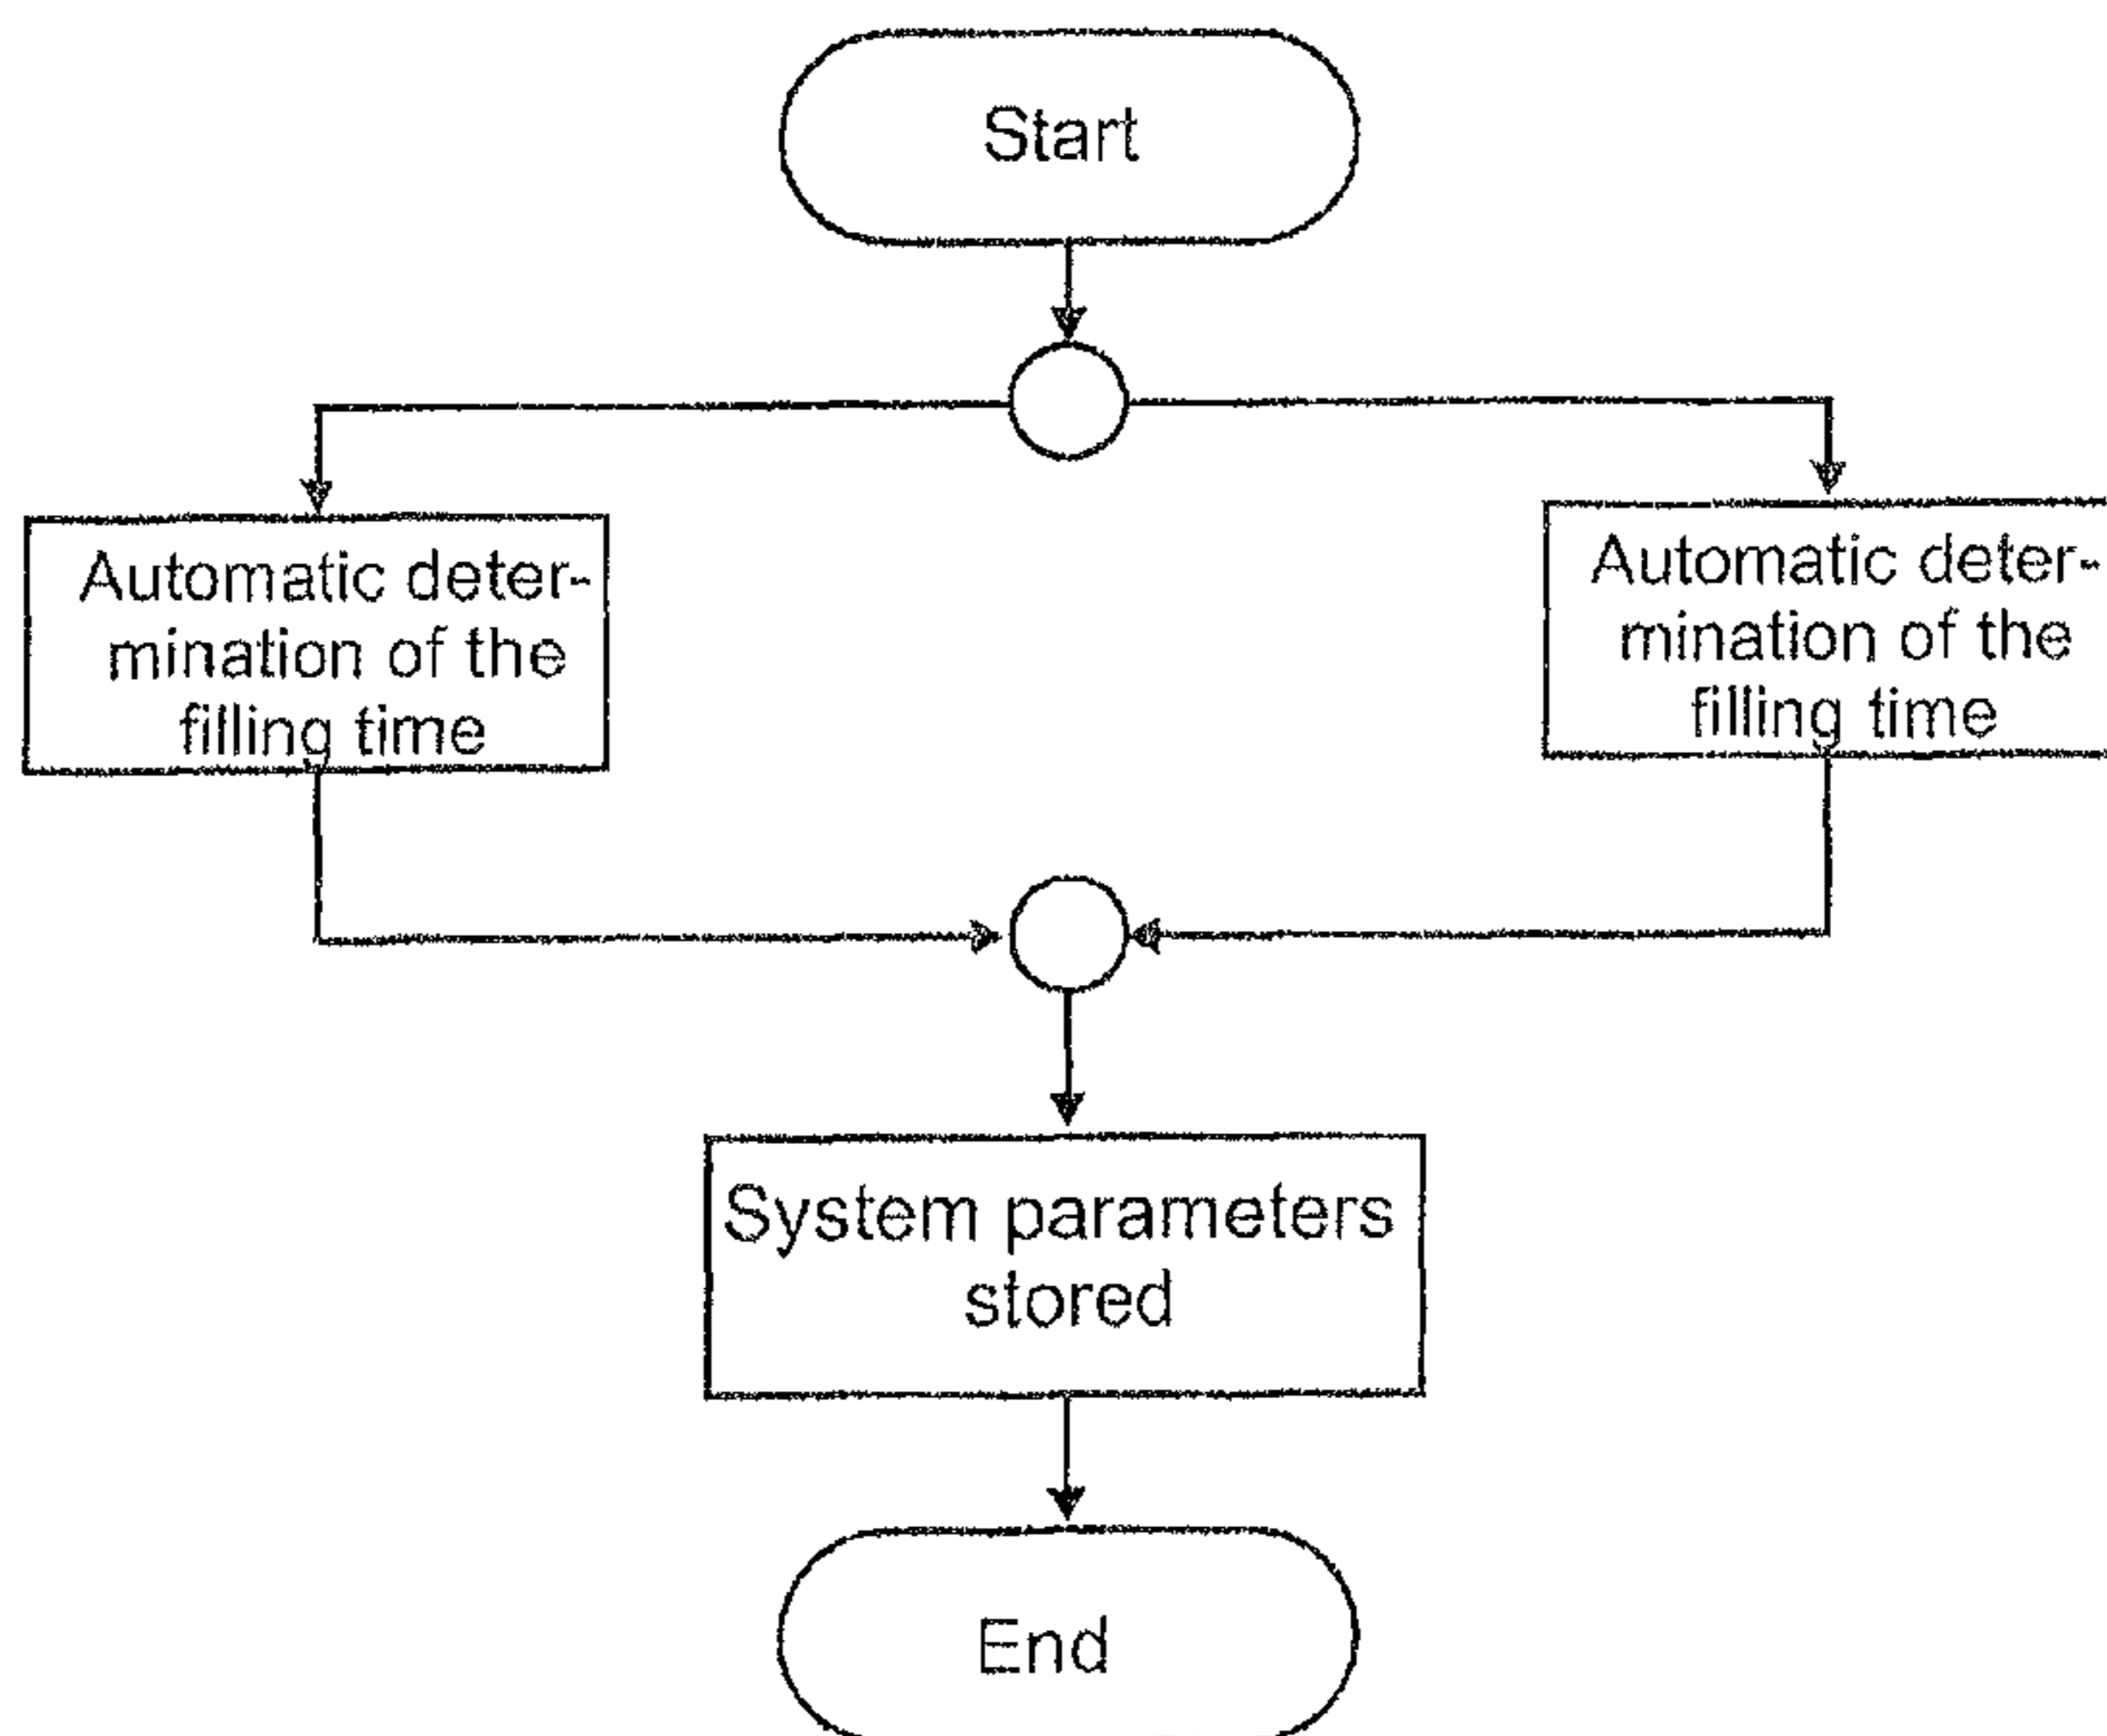 Start
Automatic deter-
mination of the
filling time
Automatic deter-
mination of the
filling time
System parameters
stored
End